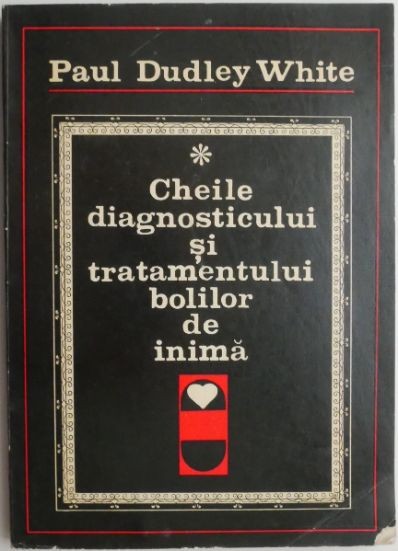 Paul Dudley White
*
Cheile
diagnosticului
și
tratamentului
bolilor
de
inimă